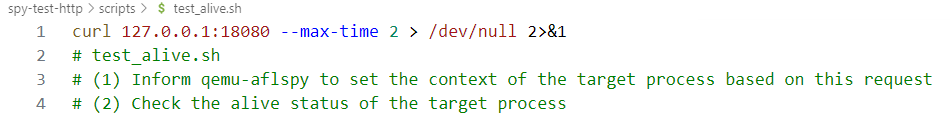 spy-test-http > scripts > $ test_alive.sh
1 curl 127.0.0.1:18080 --max-time 2 > /dev/null 2>&1
2 # test_alive.sh
3 # (1) Inform qemu-aflspy to set the context of the target process based on this request
4 # (2) Check the alive status of the target process